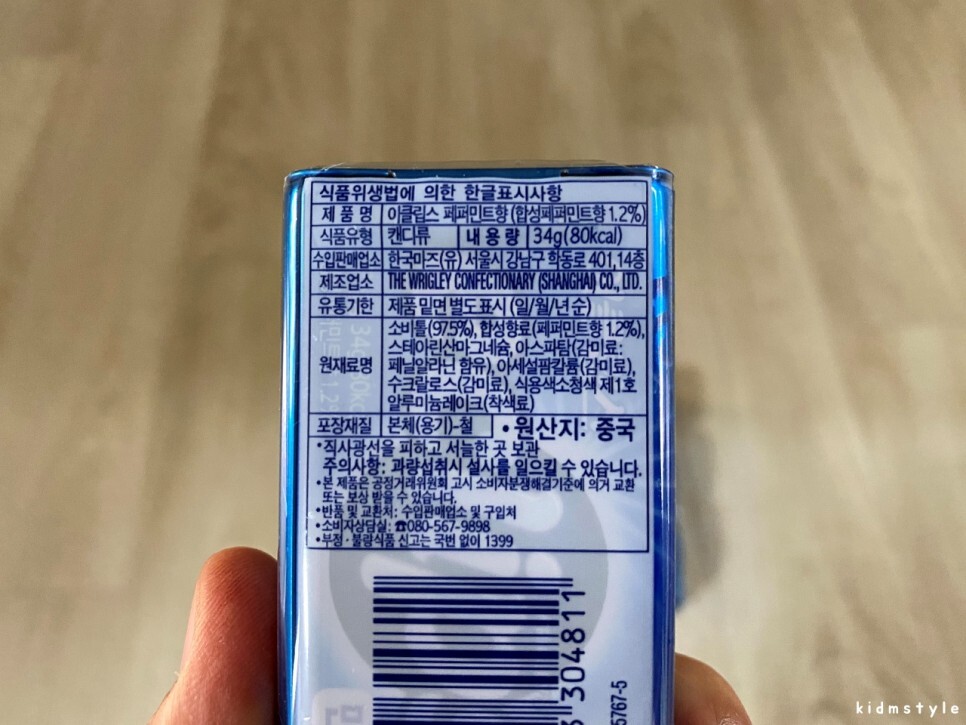 식품위생법에 의한 한글표시사항
제품명 이클립스 페퍼민트향(합성페퍼민트향 1.2%)
식품유형 캔디류 내용량 34g(80kcal)
수입판매업소 한국마즈(유) 서울시 강남구 학동로 401,14층
제조업소 THE WRIGLEY CONFECTIONARY (SHANGHAI) CO., LTD.
유통기한 제품 밑면 별도표시 (일/월/년 순)
원재료명 소비톨(97.5%), 합성향료(페퍼민트향 1.2%),
스테아린산마그네슘, 아스파탐(감미료:
페닐알라닌 함유), 아세설팜칼륨(감미료),
수크랄로스(감미료), 식용색소청색 제1호
알루미늄레이크(착색료)
포장재질 본체(용기)-철 • 원산지: 중국
*직사광선을 피하고 서늘한 곳 보관
주의사항: 과량섭취시 설사를 일으킬 수 있습니다.
•본 제품은 공정거래위원회 고시 소비자분쟁해결기준에 의거 교환
또는 보상 받을 수 있습니다.
•반품 및 교환처: 수입판매업소 및 구입처
•소비자상담실: ☎080-567-9898
•부정·불량식품 신고는 국번 없이 1399
3 304811
5767-5
민
kidmstyle